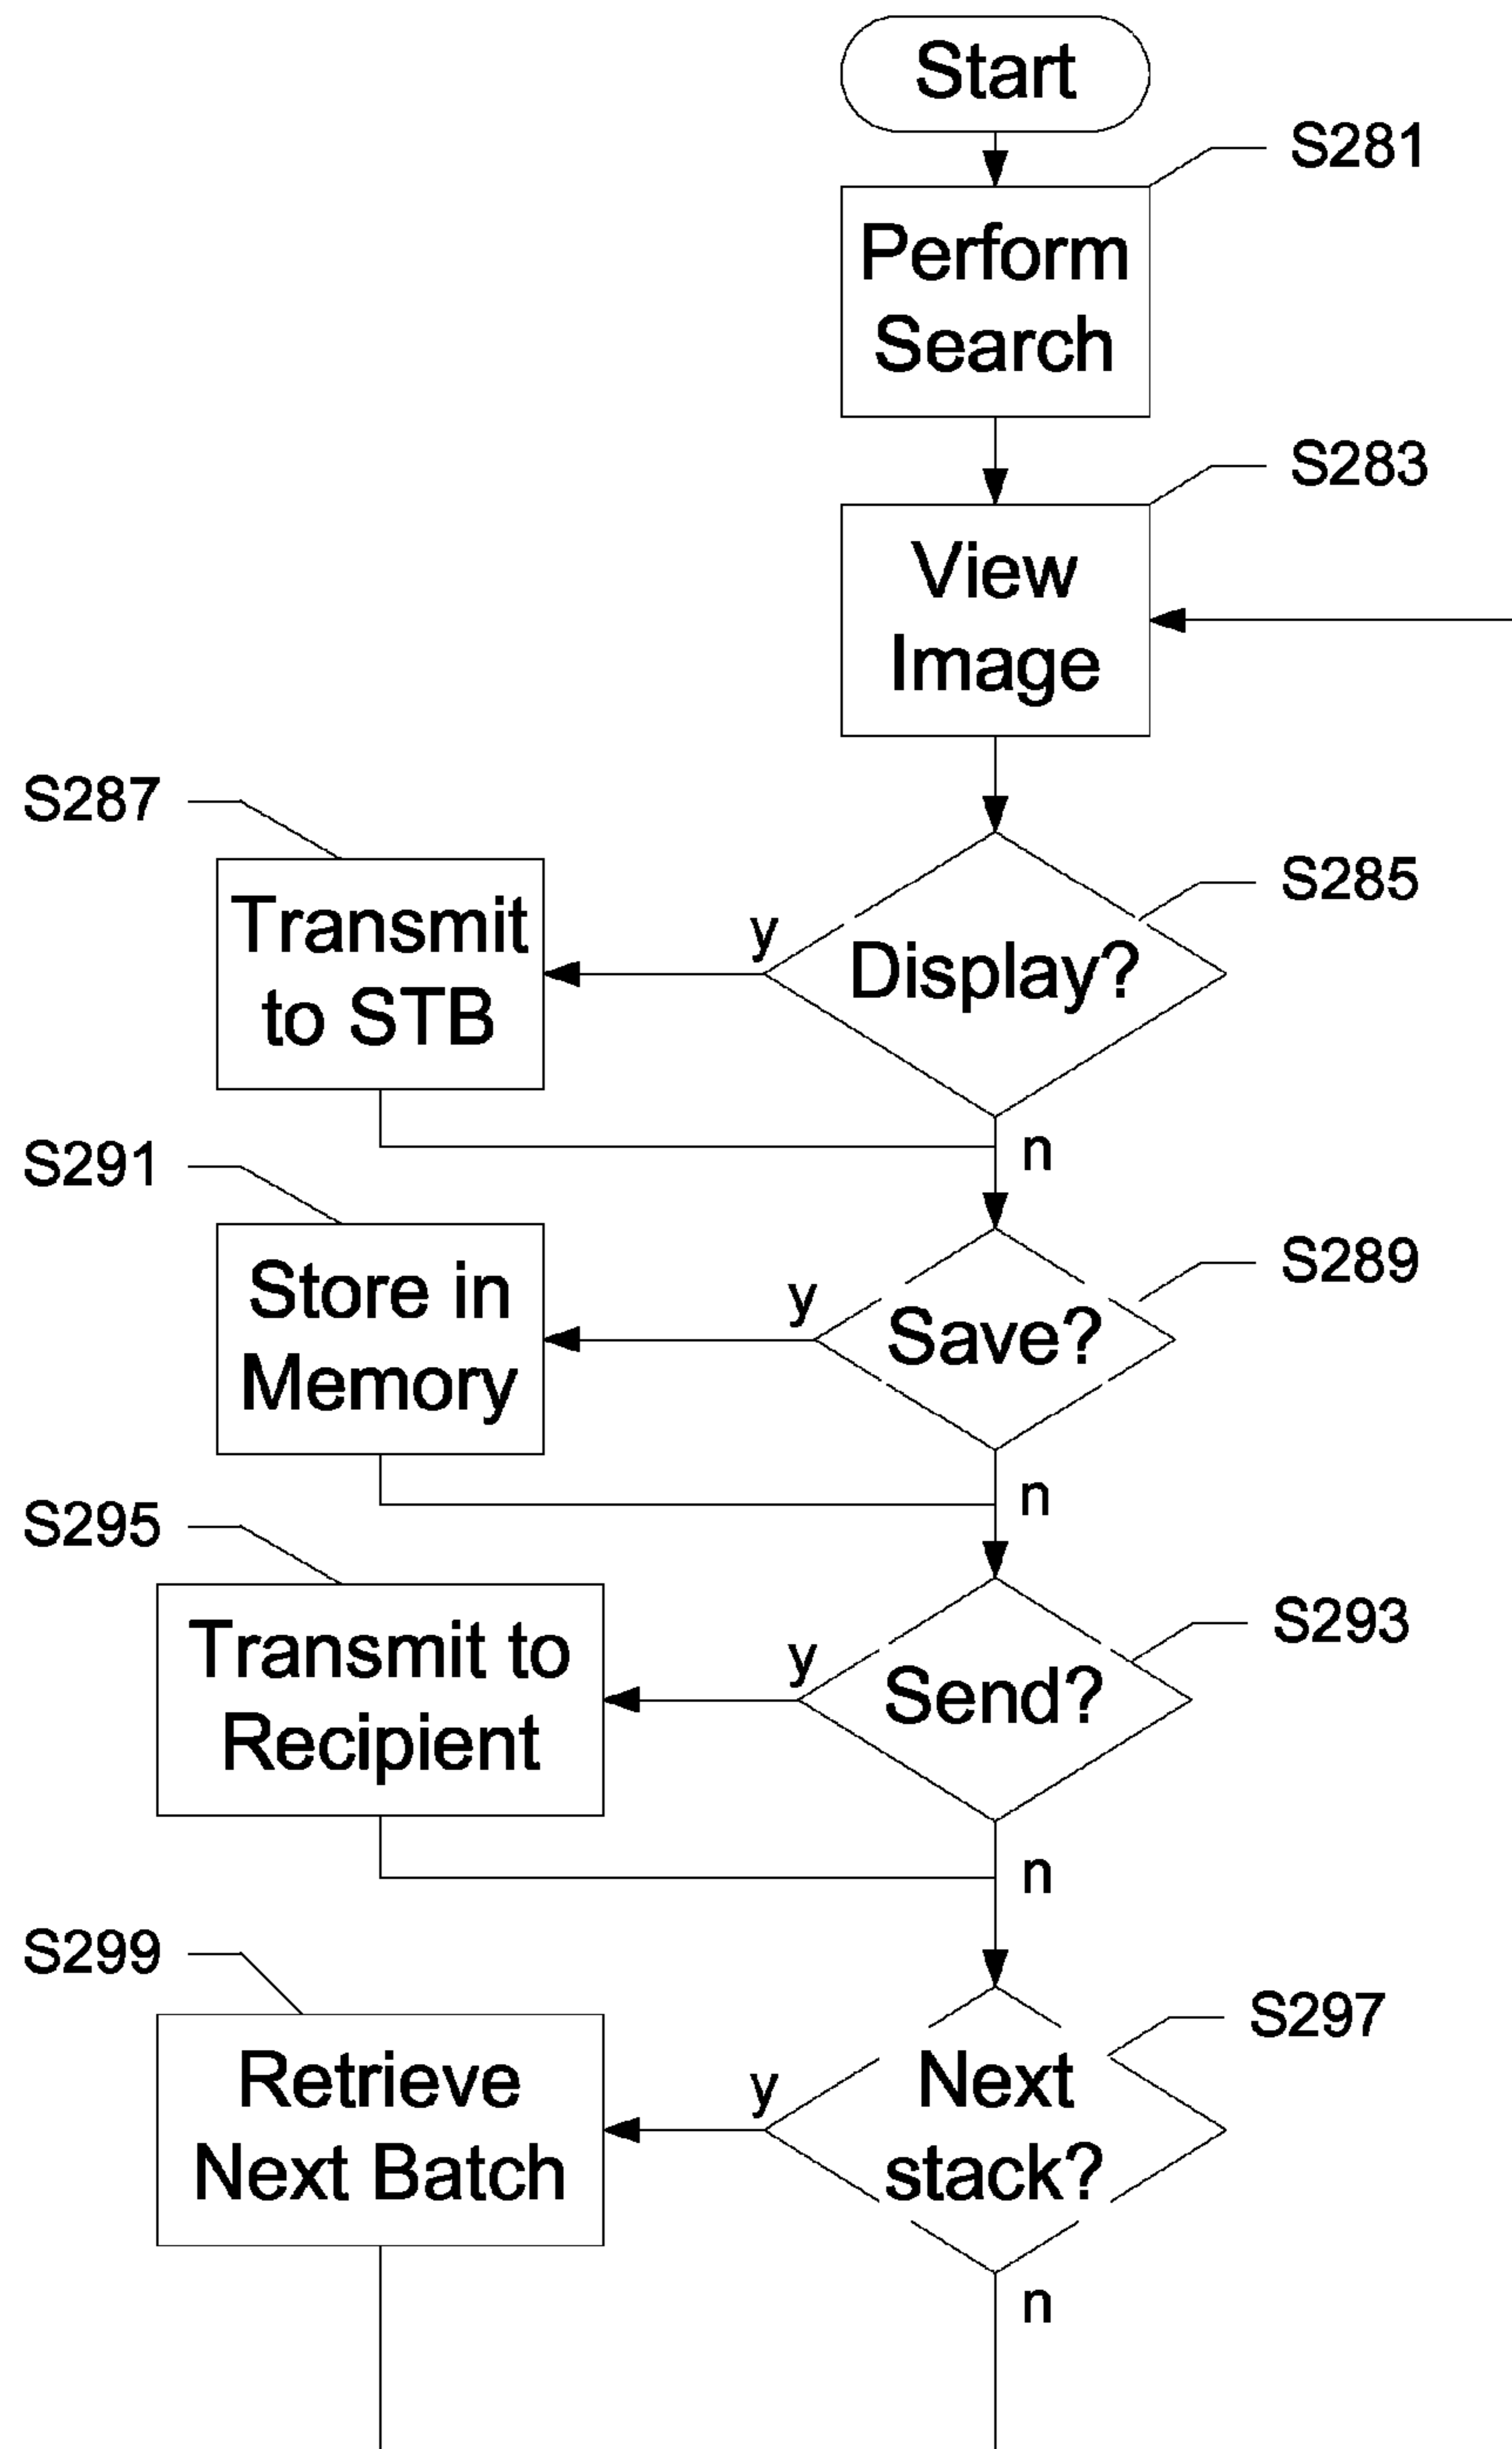 Start
S281
Perform
Search
S283
View
Image
S287
S285
Transmit
to STB
y
Display?
n
S291
S289
Store in
Memory
y
Save?
n
S295
S293
Transmit to
Recipient
y
Send?
n
S299
S297
Retrieve
Next Batch
y
Next
stack?
n